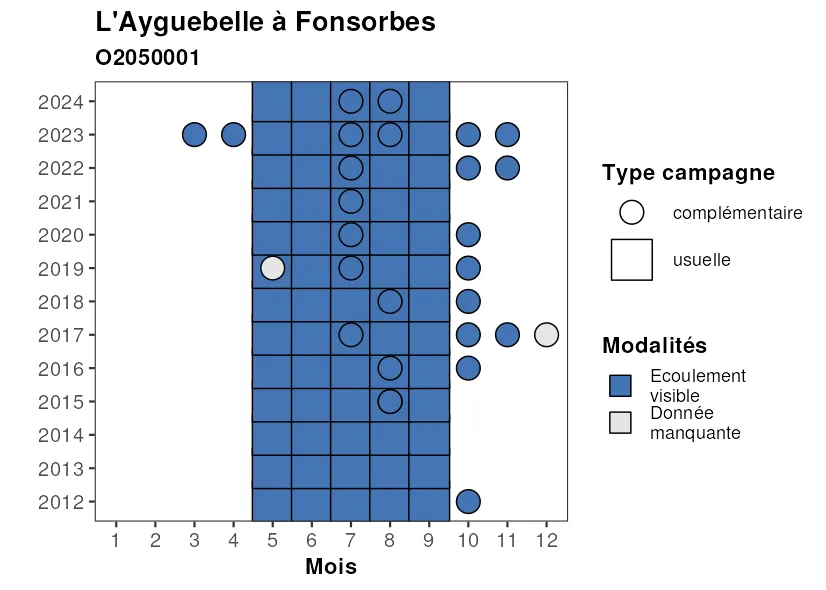 L'Ayguebelle à Fonsorbes
O2050001
2024
2023
2022
2021
2020
2019
2018
2017
2016
2015
2014
2013
2012
1 2 3 4 5 6 7 8 9 10 11 12
Mois
Type campagne
complémentaire
usuelle
Modalités
Ecoulement
visible
Donnée
manquante